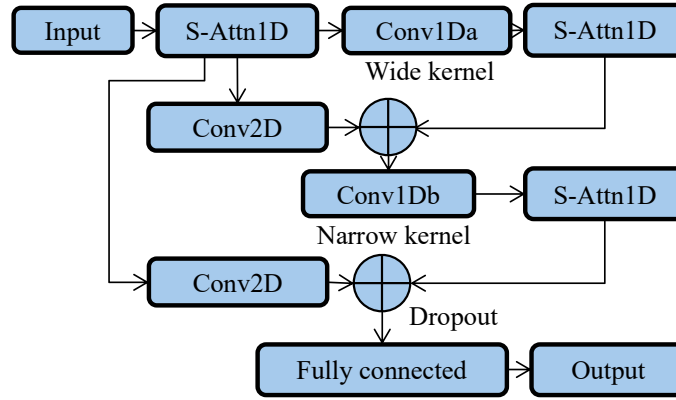 Input
S-Attn1D
Conv1Da
S-Attn1D
Wide kernel
Conv2D
Conv1Db
S-Attn1D
Narrow kernel
Conv2D
Dropout
Fully connected
Output